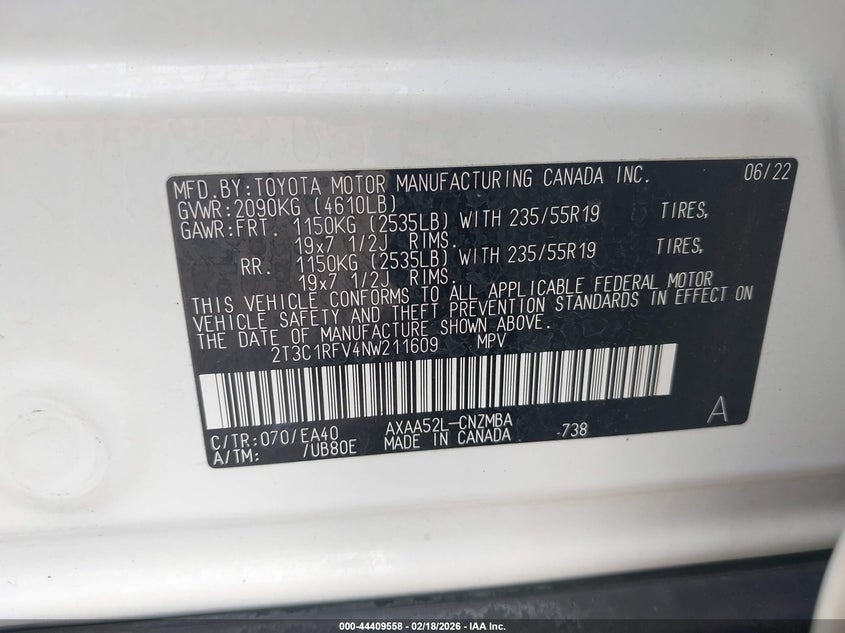 MFD.BY:TOYOTA MOTOR MANUFACTURING CANADA INC. 06/22
GVWR:2090KG (4610LB)
GAWR:FRT. 1150KG (2535LB) WITH 235/55R19 TIRES,
19x7 1/2J RIMS.
RR. 1150KG (2535LB) WITH 235/55R19 TIRES,
19x7 1/2J RIMS.
THIS VEHICLE CONFORMS TO ALL APPLICABLE FEDERAL MOTOR
VEHICLE SAFETY AND THEFT PREVENTION STANDARDS IN EFFECT ON
THE DATE OF MANUFACTURE SHOWN ABOVE.
2T3C1RFV4NW211609 MPV
C/TR:070/EA40 AXAA52L-CNZMBA 738 A
A/TM: /UB80E MADE IN CANADA
000-44409558 - 02/18/2026 - IAA Inc.